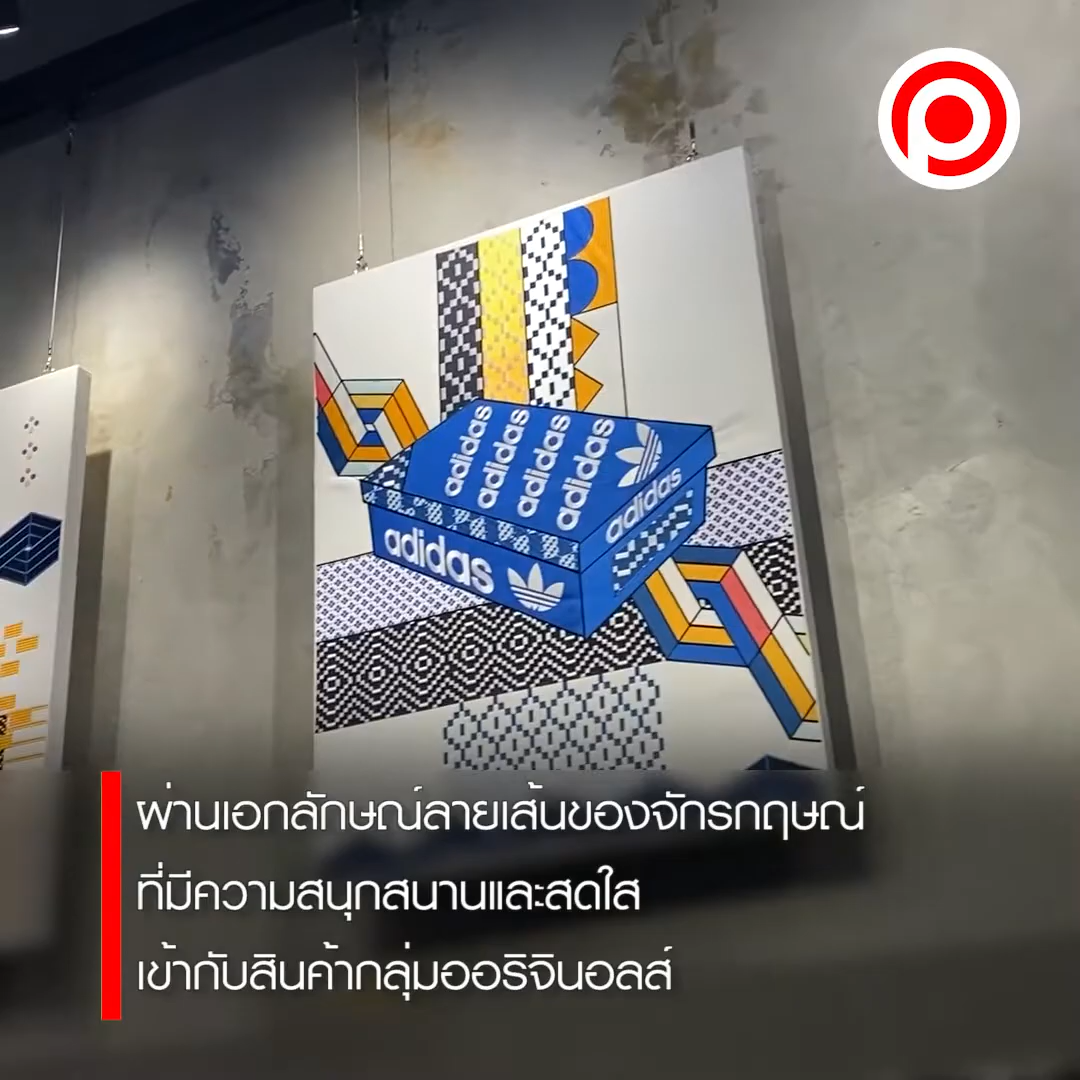 adidas
adidas
adidas
adidas
adidas
adidas
ผ่านเอกลักษณ์ลายเส้นของจักรกฤษณ์
ที่มีความสนุกสนานและสดใส
เข้ากับสินค้ากลุ่มออริจินอลส์